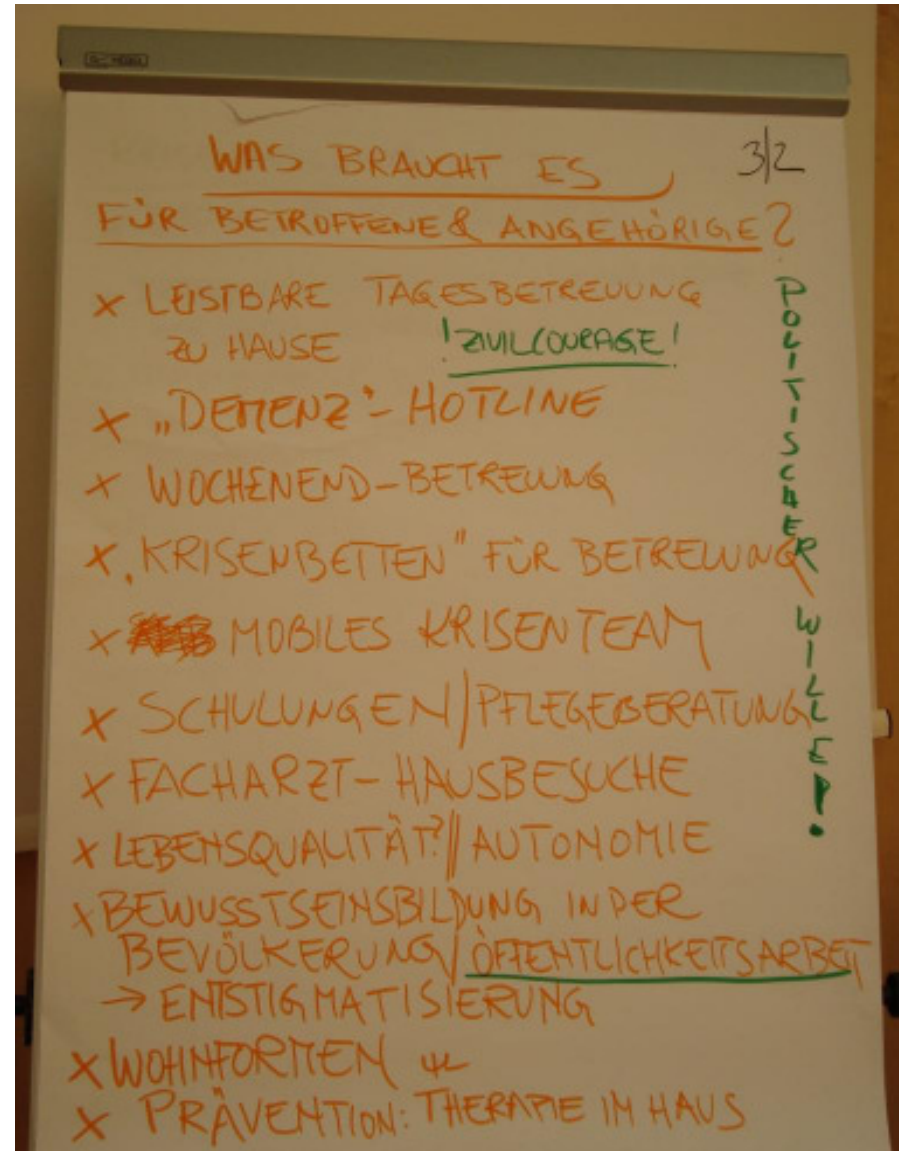 3/2
WAS BRAUCHT ES
FÜR BETROFFENE & ANGEHÖRIGE?
x LEISTBARE TAGESBETREUUNG
ZU HAUSE !ZIVILCOURAGE!
x „DEMENZ“-HOTLINE
x WOCHENEND-BETREUUNG
x „KRISENBETTEN“ FÜR BETREUUNG
x MOBILES KRISENTEAM
x SCHULUNGEN/PFLEGEBERATUNG
x FACHARZT-HAUSBESUCHE
x LEBENSQUALITÄT?//AUTONOMIE
x BEWUSSTSEINSBILDUNG IN DER
BEVÖLKERUNG/ÖFFENTLICHKEITSARBEIT
→ ENTSTIGMATISIERUNG
x WOHNFORMEN
x PRÄVENTION: THERAPIE IM HAUS
POLITISCHER WILLE!